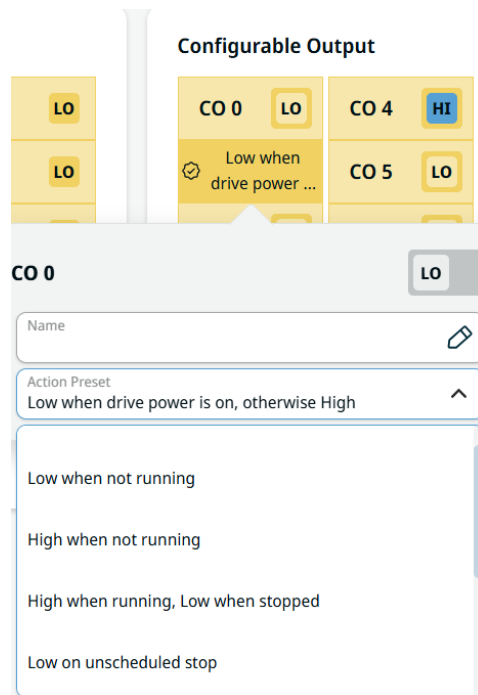 Configurable Output
LO
CO 0 LO
CO 4 HI
LO
Low when
drive power ...
CO 5 LO
CO 0
LO
Name
Action Preset
Low when drive power is on, otherwise High
Low when not running
High when not running
High when running, Low when stopped
Low on unscheduled stop